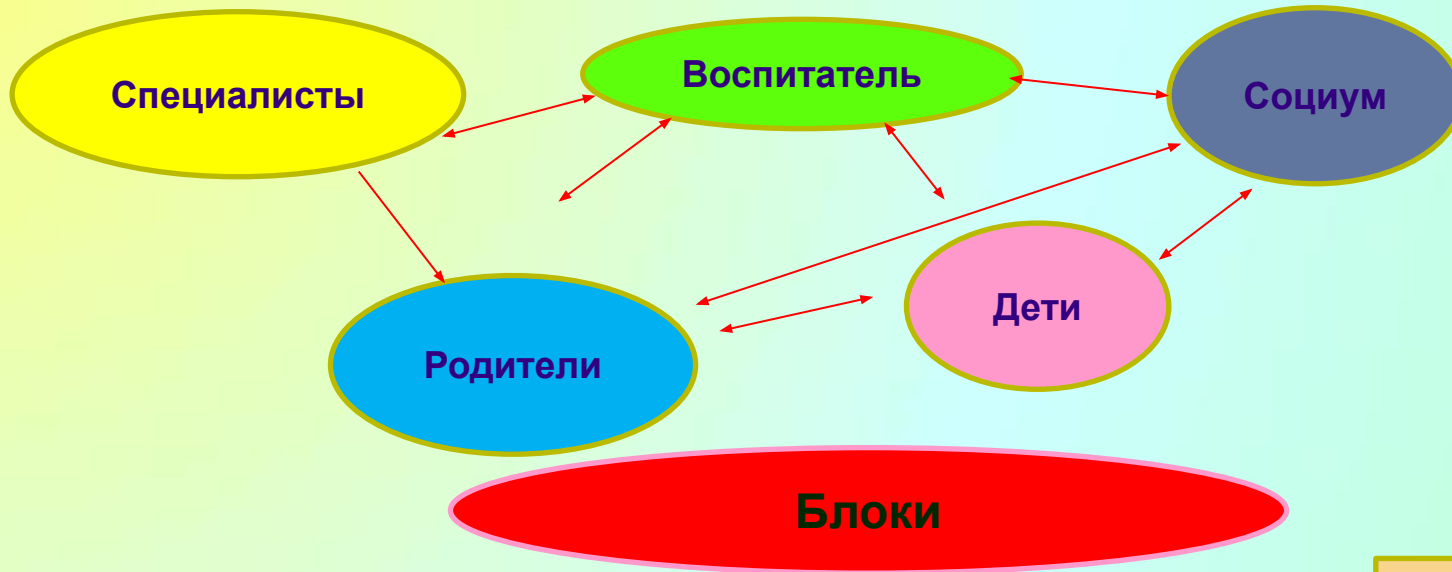 Специалисты
Воспитатель
Социум
Дети
Родители
Блоки